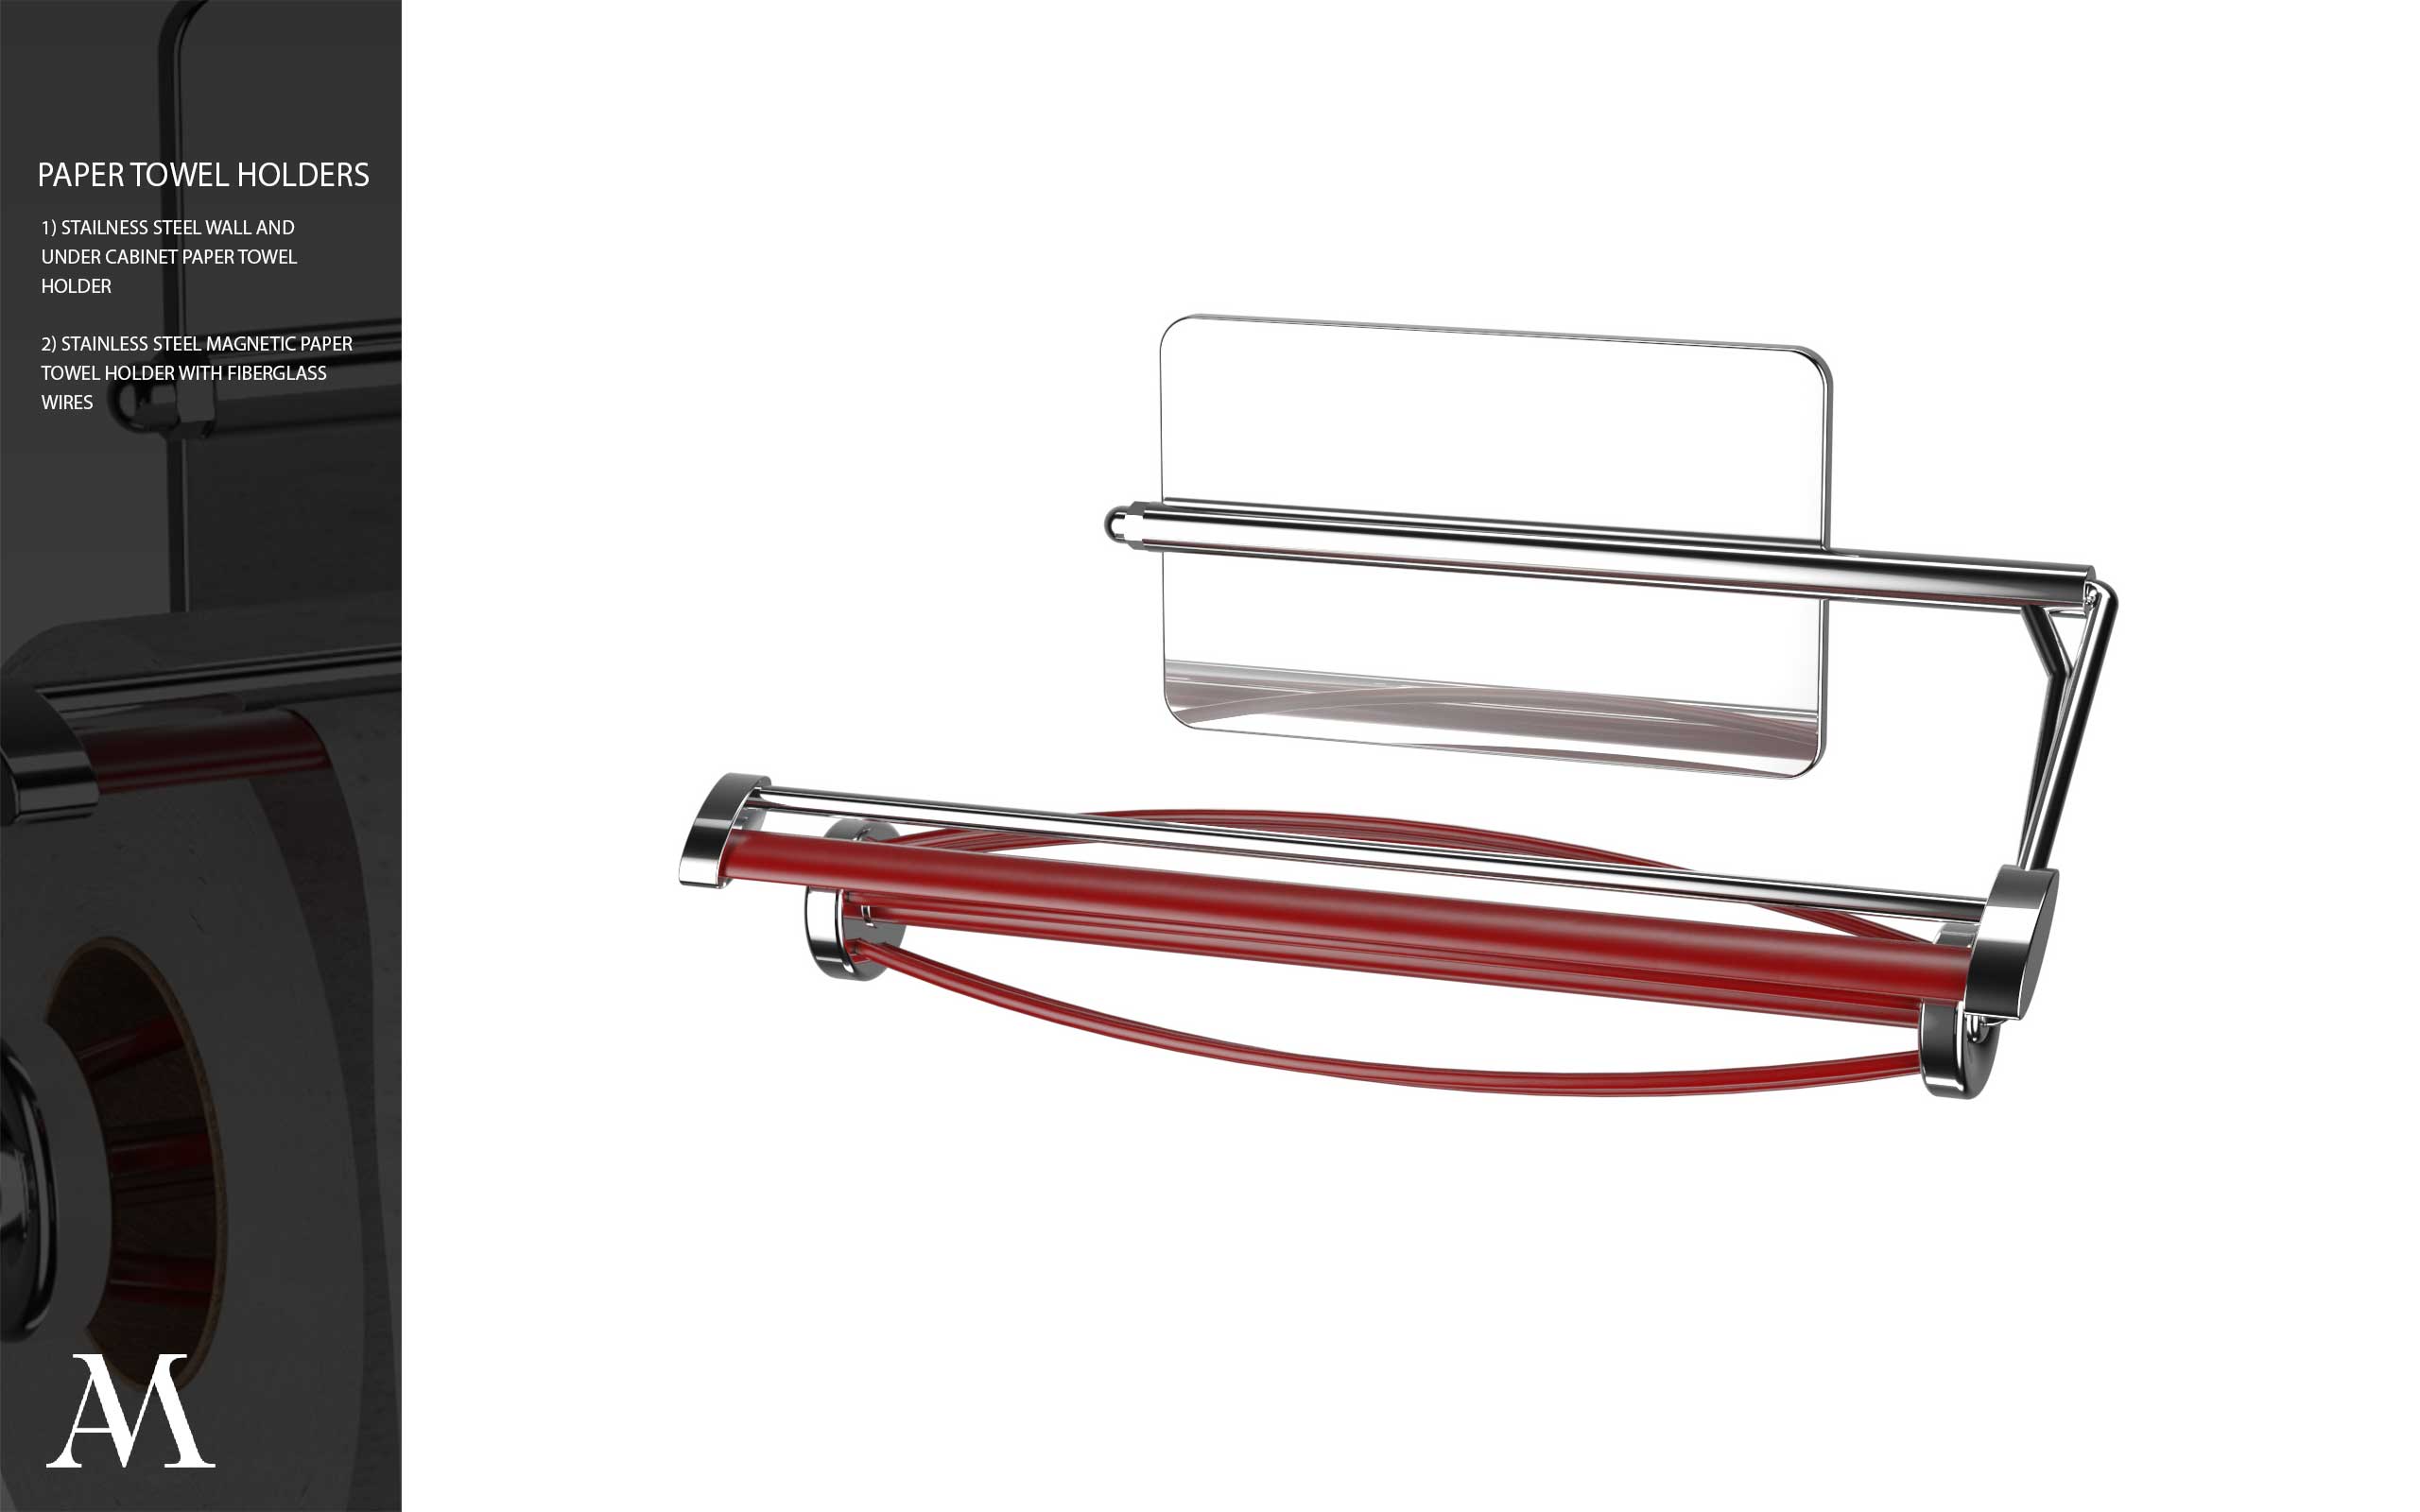 PAPER TOWEL HOLDERS
1) STAILNESS STEEL WALL AND
UNDER CABINET PAPER TOWEL
HOLDER
2) STAINLESS STEEL MAGNETIC PAPER
TOWEL HOLDER WITH FIBERGLASS
WIRES
AM